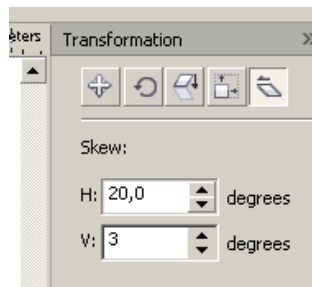 Transformation
Skew:
H: 20,0 degrees
V: 3 degrees